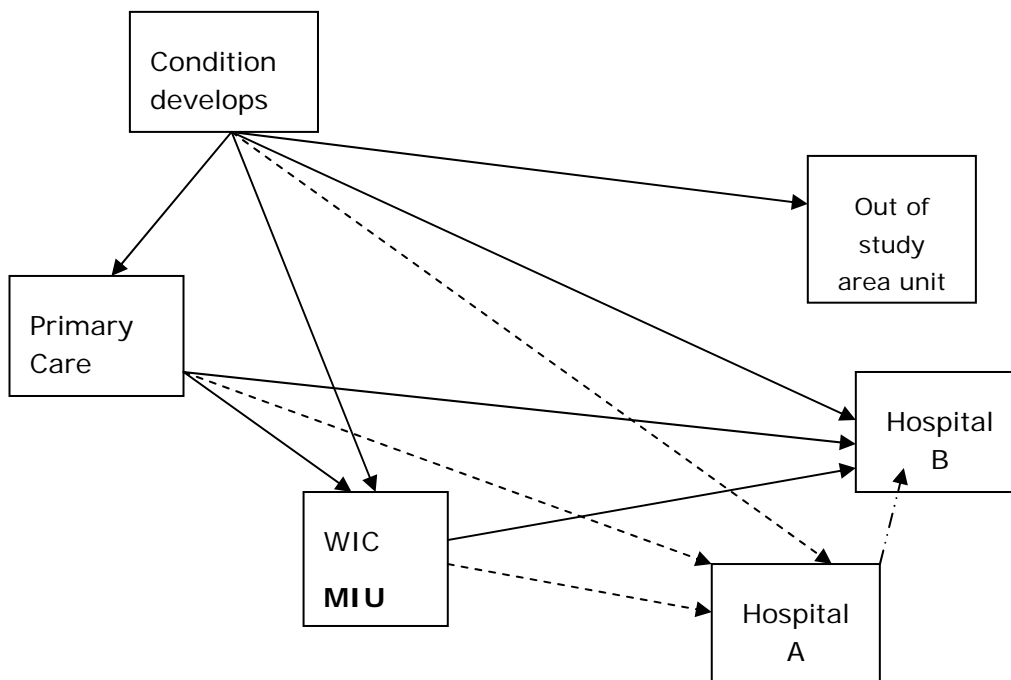 Condition
develops
Out of
study
area unit
Primary
Care
Hospital
B
WIC
MIU
Hospital
A